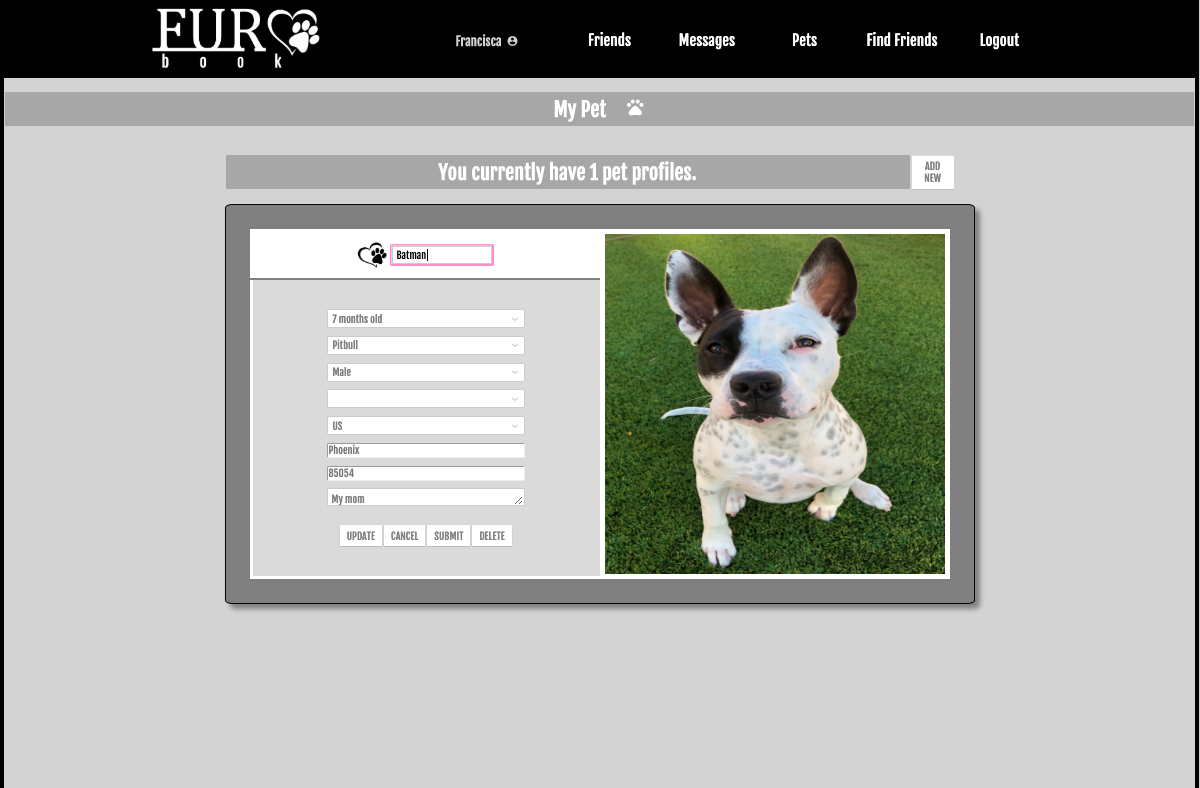 FUR
book
Francisca
Friends
Messages
Pets
Find Friends
Logout
My Pet
You currently have 1 pet profiles.
ADD
NEW
Batman
7 months old
Pitbull
Male
US
Phoenix
85054
My mom
UPDATE
CANCEL
SUBMIT
DELETE